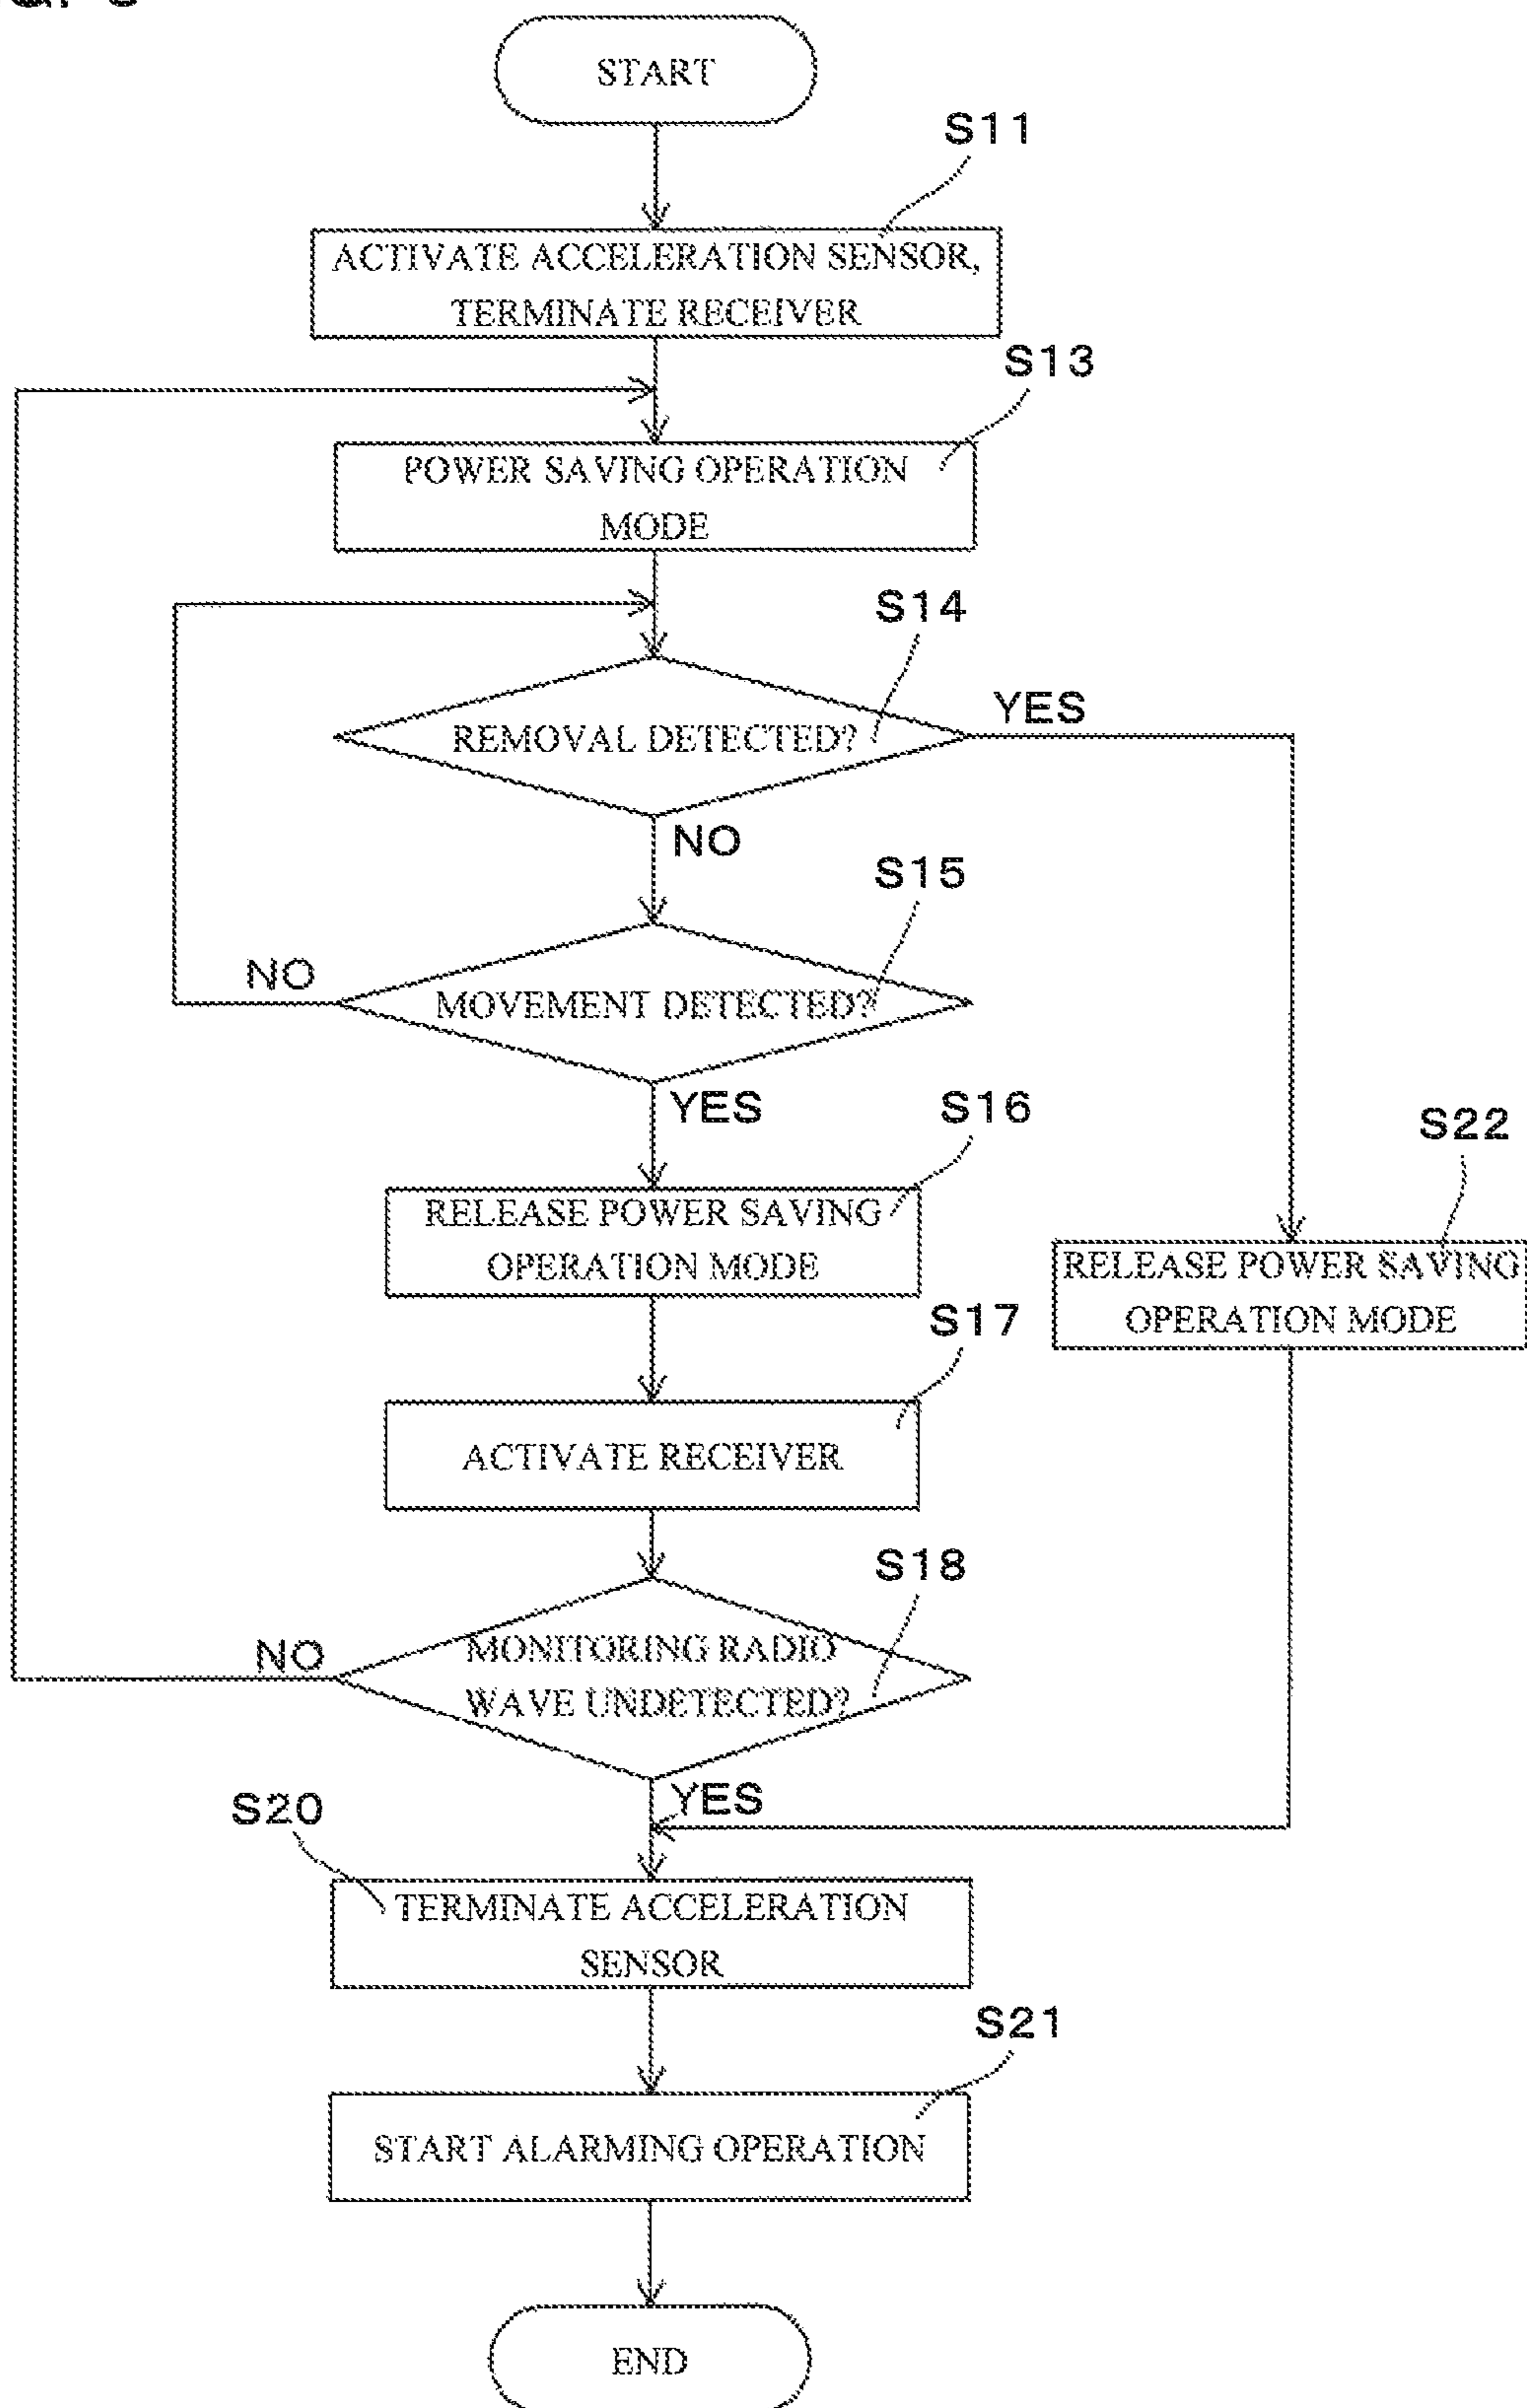 START
S11
ACTIVATE ACCELERATION SENSOR,
TERMINATE RECEIVER
S13
POWER SAVING OPERATION
MODE
S14
REMOVAL DETECTED?
YES
NO
S15
MOVEMENT DETECTED?
NO
YES
S16
RELEASE POWER SAVING
OPERATION MODE
S22
RELEASE POWER SAVING
OPERATION MODE
S17
ACTIVATE RECEIVER
S18
MONITORING RADIO
WAVE UNDETECTED?
NO
YES
S20
TERMINATE ACCELERATION
SENSOR
S21
START ALARMING OPERATION
END